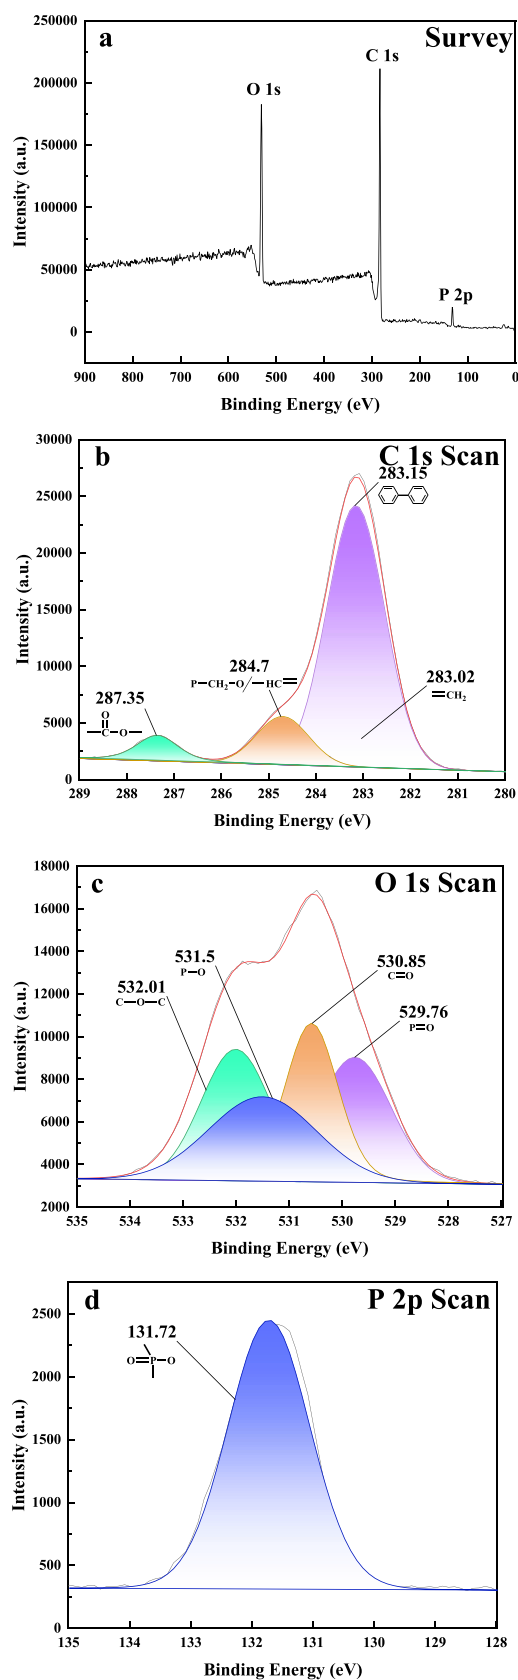 a
Survey
C 1s
O 1s
P 2p
250000
200000
150000
100000
50000
0
Intensity (a.u.)
900 800 700 600 500 400 300 200 100 0
Binding Energy (eV)
b
C 1s Scan
283.15
284.7
P—CH2—O / —HC=
287.35
O
—C—O—
283.02
=CH2
30000
25000
20000
15000
10000
5000
0
Intensity (a.u.)
289 288 287 286 285 284 283 282 281 280
Binding Energy (eV)
c
O 1s Scan
531.5
P—O
532.01
C—O—C
530.85
C=O
529.76
P=O
18000
16000
14000
12000
10000
8000
6000
4000
2000
Intensity (a.u.)
535 534 533 532 531 530 529 528 527
Binding Energy (eV)
d
P 2p Scan
131.72
O=P—O
2500
2000
1500
1000
500
0
Intensity (a.u.)
135 134 133 132 131 130 129 128
Binding Energy (eV)